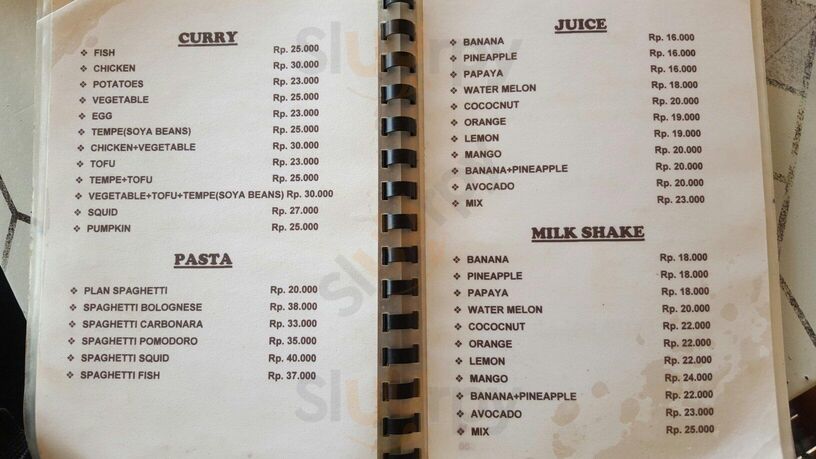 CURRY
❖ FISH Rp. 25.000
❖ CHICKEN Rp. 30.000
❖ POTATOES Rp. 23.000
❖ VEGETABLE Rp. 25.000
❖ EGG Rp. 23.000
❖ TEMPE(SOYA BEANS) Rp. 25.000
❖ CHICKEN+VEGETABLE Rp. 30.000
❖ TOFU Rp. 23.000
❖ TEMPE+TOFU Rp. 25.000
❖ VEGETABLE+TOFU+TEMPE(SOYA BEANS) Rp. 30.000
❖ SQUID Rp. 27.000
❖ PUMPKIN Rp. 25.000
PASTA
❖ PLAN SPAGHETTI Rp. 20.000
❖ SPAGHETTI BOLOGNESE Rp. 38.000
❖ SPAGHETTI CARBONARA Rp. 33.000
❖ SPAGHETTI POMODORO Rp. 35.000
❖ SPAGHETTI SQUID Rp. 40.000
❖ SPAGHETTI FISH Rp. 37.000
JUICE
❖ BANANA Rp. 16.000
❖ PINEAPPLE Rp. 16.000
❖ PAPAYA Rp. 16.000
❖ WATER MELON Rp. 18.000
❖ COCOCNUT Rp. 20.000
❖ ORANGE Rp. 19.000
❖ LEMON Rp. 19.000
❖ MANGO Rp. 20.000
❖ BANANA+PINEAPPLE Rp. 20.000
❖ AVOCADO Rp. 20.000
❖ MIX Rp. 23.000
MILK SHAKE
❖ BANANA Rp. 18.000
❖ PINEAPPLE Rp. 18.000
❖ PAPAYA Rp. 18.000
❖ WATER MELON Rp. 20.000
❖ COCOCNUT Rp. 22.000
❖ ORANGE Rp. 22.000
❖ LEMON Rp. 22.000
❖ MANGO Rp. 24.000
❖ BANANA+PINEAPPLE Rp. 22.000
❖ AVOCADO Rp. 23.000
❖ MIX Rp. 25.000
Slurrpy